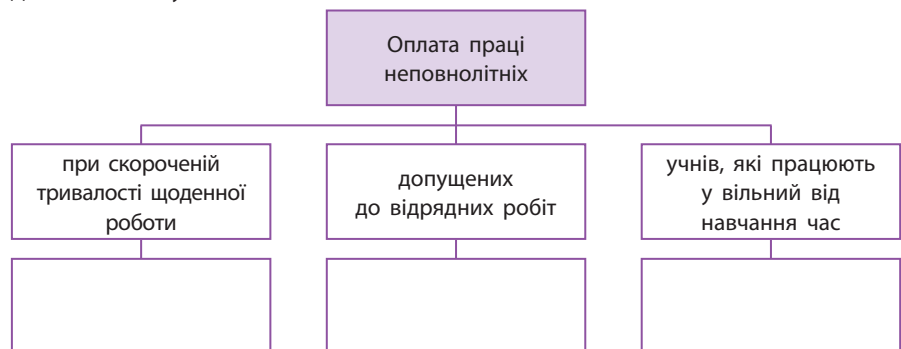 Оплата праці
неповнолітніх
при скороченій
тривалості щоденної
роботи
допущених
до відрядних робіт
учнів, які працюють
у вільний від
навчання час